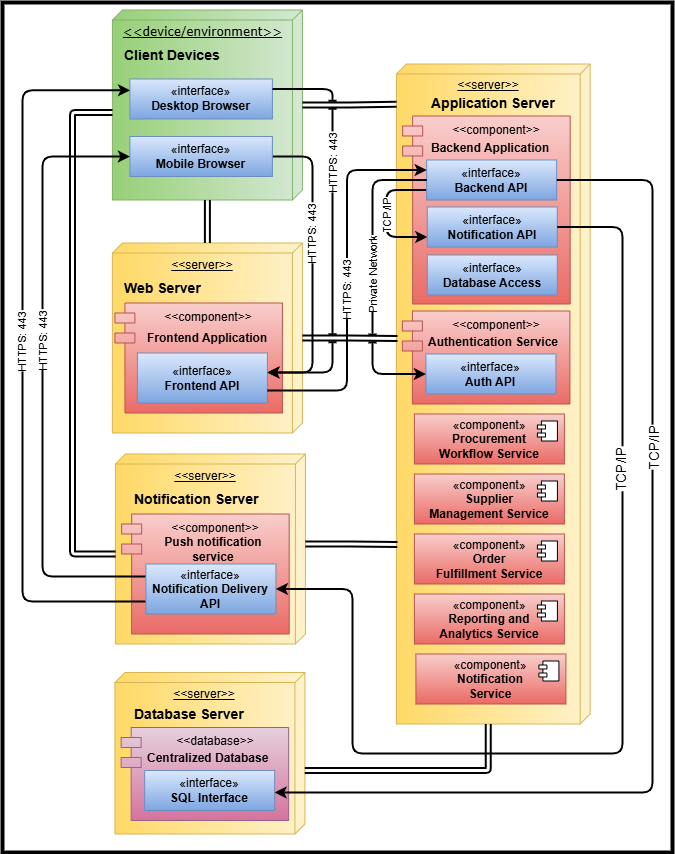 <<device/environment>>
Client Devices
«interface»
Desktop Browser
«interface»
Mobile Browser
HTTPS: 443
HTTPS: 443
HTTPS: 443
HTTPS: 443
HTTPS: 443
<<server>>
Web Server
<<component>>
Frontend Application
«interface»
Frontend API
<<server>>
Notification Server
<<component>>
Push notification
service
«interface»
Notification Delivery
API
<<server>>
Database Server
<<database>>
Centralized Database
«interface»
SQL Interface
<<server>>
Application Server
<<component>>
Backend Application
«interface»
Backend API
«interface»
Notification API
«interface»
Database Access
TCP/IP
Private Network
<<component>>
Authentication Service
«interface»
Auth API
«component»
Procurement
Workflow Service
«component»
Supplier
Management Service
«component»
Order
Fulfillment Service
«component»
Reporting and
Analytics Service
«component»
Notification
Service
TCP/IP
TCP/IP